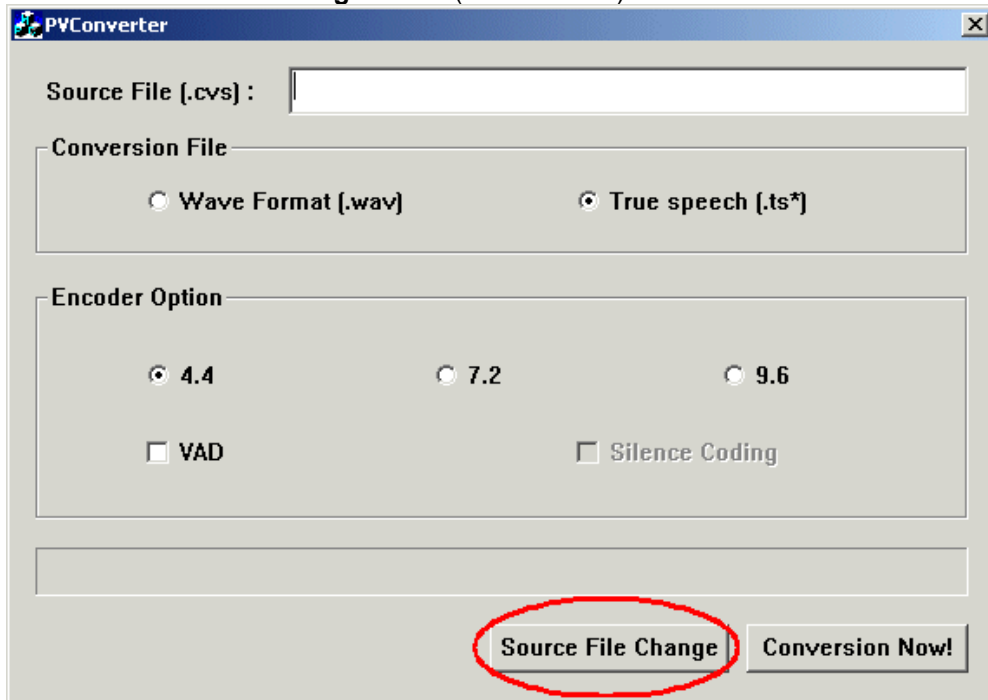 PVConverter
Source File (.cvs) :
Conversion File
Wave Format (.wav) True speech (.ts*)
Encoder Option
4.4 7.2 9.6
VAD Silence Coding
Source File Change Conversion Now!